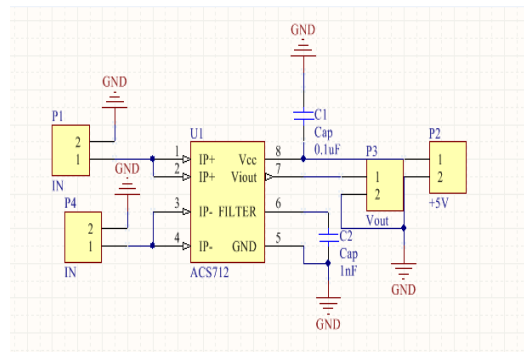 GND
GND
P1
2
1
IN
U1
1 IP+
2 IP+
3 IP- FILTER
4 IP-
ACS712
Vcc 8
Viout 7
6
GND 5
C1
Cap
0.1uF
P3
1
2
Vout
P2
1
2
+5V
GND
P4
2
1
IN
C2
Cap
1nF
GND
GND